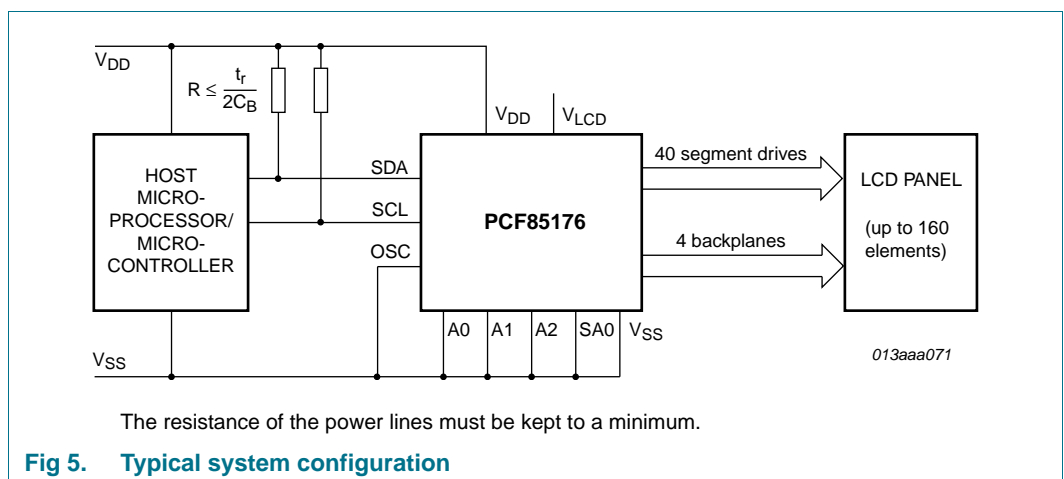 VDD
R ≤ tr
2CB
VDD
VLCD
HOST
MICRO-
PROCESSOR/
MICRO-
CONTROLLER
SDA
SCL
OSC
PCF85176
40 segment drives
4 backplanes
LCD PANEL
(up to 160
elements)
A0 A1 A2 SA0 VSS
VSS
013aaa071
The resistance of the power lines must be kept to a minimum.
Fig 5. Typical system configuration